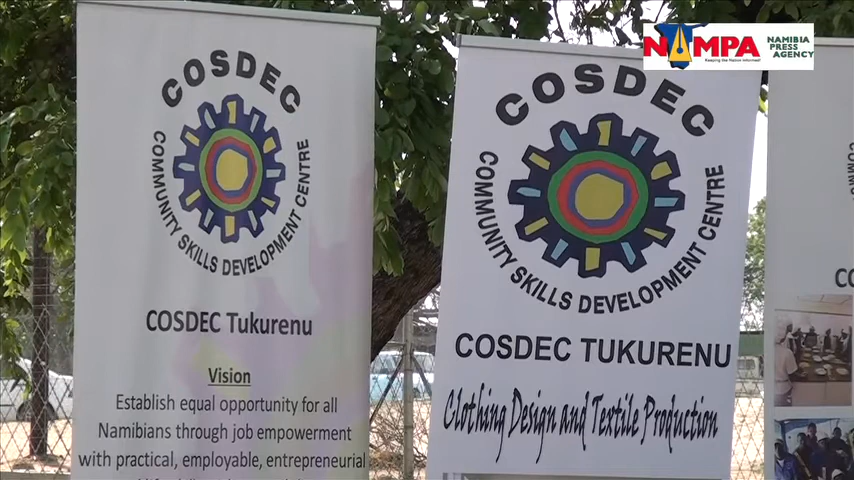 NAMPA
NAMIBIA
PRESS
AGENCY
Keeping the Nation Informed!
COSDEC
COMMUNITY SKILLS DEVELOPMENT CENTRE
COSDEC Tukurenu
Vision
Establish equal opportunity for all
Namibians through job empowerment
with practical, employable, entrepreneurial
COSDEC
COMMUNITY SKILLS DEVELOPMENT CENTRE
COSDEC TUKURENU
Clothing Design and Textile Production